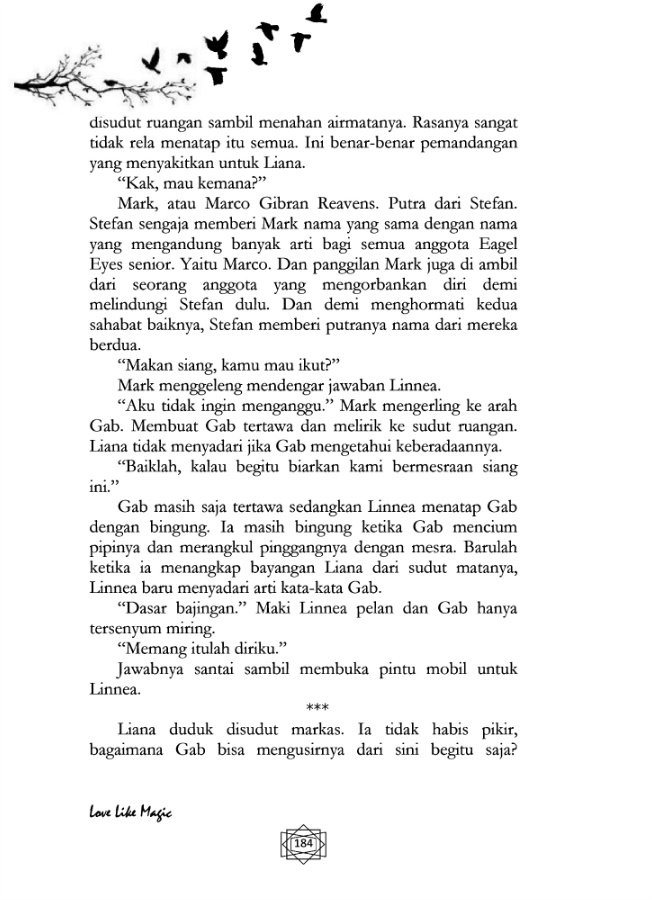 disudut ruangan sambil menahan airmatanya. Rasanya sangat
tidak rela menatap itu semua. Ini benar-benar pemandangan
yang menyakitkan untuk Liana.
“Kak, mau kemana?”
Mark, atau Marco Gibran Reavens. Putra dari Stefan.
Stefan sengaja memberi Mark nama yang sama dengan nama
yang mengandung banyak arti bagi semua anggota Eagel
Eyes senior. Yaitu Marco. Dan panggilan Mark juga di ambil
dari seorang anggota yang mengorbankan diri demi
melindungi Stefan dulu. Dan demi menghormati kedua
sahabat baiknya, Stefan memberi putranya nama dari mereka
berdua.
“Makan siang, kamu mau ikut?”
Mark menggeleng mendengar jawaban Linnea.
“Aku tidak ingin menganggu.” Mark mengerling ke arah
Gab. Membuat Gab tertawa dan melirik ke sudut ruangan.
Liana tidak menyadari jika Gab mengetahui keberadaannya.
“Baiklah, kalau begitu biarkan kami bermesraan siang
ini.”
Gab masih saja tertawa sedangkan Linnea menatap Gab
dengan bingung. Ia masih bingung ketika Gab mencium
pipinya dan merangkul pinggangnya dengan mesra. Barulah
ketika ia menangkap bayangan Liana dari sudut matanya,
Linnea baru menyadari arti kata-kata Gab.
“Dasar bajingan.” Maki Linnea pelan dan Gab hanya
tersenyum miring.
“Memang itulah diriku.”
Jawabnya santai sambil membuka pintu mobil untuk
Linnea.
***
Liana duduk disudut markas. Ia tidak habis pikir,
bagaimana Gab bisa mengusirnya dari sini begitu saja?
Love Like Magic
184